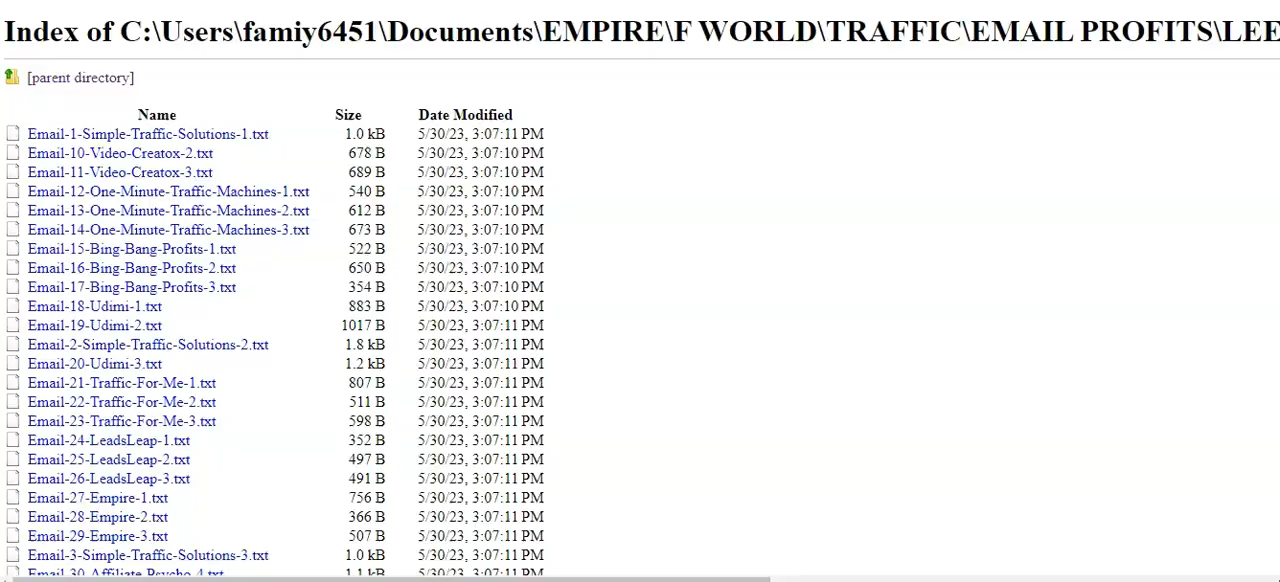 Index of C:\Users\famiy6451\Documents\EMPIRE\F WORLD\TRAFFIC\EMAIL PROFITS\LEE
[parent directory]
Name Size Date Modified
Email-1-Simple-Traffic-Solutions-1.txt 1.0 kB 5/30/23, 3:07:11 PM
Email-10-Video-Creatox-2.txt 678 B 5/30/23, 3:07:10 PM
Email-11-Video-Creatox-3.txt 689 B 5/30/23, 3:07:10 PM
Email-12-One-Minute-Traffic-Machines-1.txt 540 B 5/30/23, 3:07:10 PM
Email-13-One-Minute-Traffic-Machines-2.txt 612 B 5/30/23, 3:07:10 PM
Email-14-One-Minute-Traffic-Machines-3.txt 673 B 5/30/23, 3:07:10 PM
Email-15-Bing-Bang-Profits-1.txt 522 B 5/30/23, 3:07:10 PM
Email-16-Bing-Bang-Profits-2.txt 650 B 5/30/23, 3:07:10 PM
Email-17-Bing-Bang-Profits-3.txt 354 B 5/30/23, 3:07:10 PM
Email-18-Udimi-1.txt 883 B 5/30/23, 3:07:10 PM
Email-19-Udimi-2.txt 1017 B 5/30/23, 3:07:11 PM
Email-2-Simple-Traffic-Solutions-2.txt 1.8 kB 5/30/23, 3:07:11 PM
Email-20-Udimi-3.txt 1.2 kB 5/30/23, 3:07:11 PM
Email-21-Traffic-For-Me-1.txt 807 B 5/30/23, 3:07:11 PM
Email-22-Traffic-For-Me-2.txt 511 B 5/30/23, 3:07:11 PM
Email-23-Traffic-For-Me-3.txt 598 B 5/30/23, 3:07:11 PM
Email-24-LeadsLeap-1.txt 352 B 5/30/23, 3:07:11 PM
Email-25-LeadsLeap-2.txt 497 B 5/30/23, 3:07:11 PM
Email-26-LeadsLeap-3.txt 491 B 5/30/23, 3:07:11 PM
Email-27-Empire-1.txt 756 B 5/30/23, 3:07:11 PM
Email-28-Empire-2.txt 366 B 5/30/23, 3:07:11 PM
Email-29-Empire-3.txt 507 B 5/30/23, 3:07:11 PM
Email-3-Simple-Traffic-Solutions-3.txt 1.0 kB 5/30/23, 3:07:11 PM
Email-30-Affiliate-Psycho-4.txt 1.1 kB 5/30/23, 3:07:11 PM